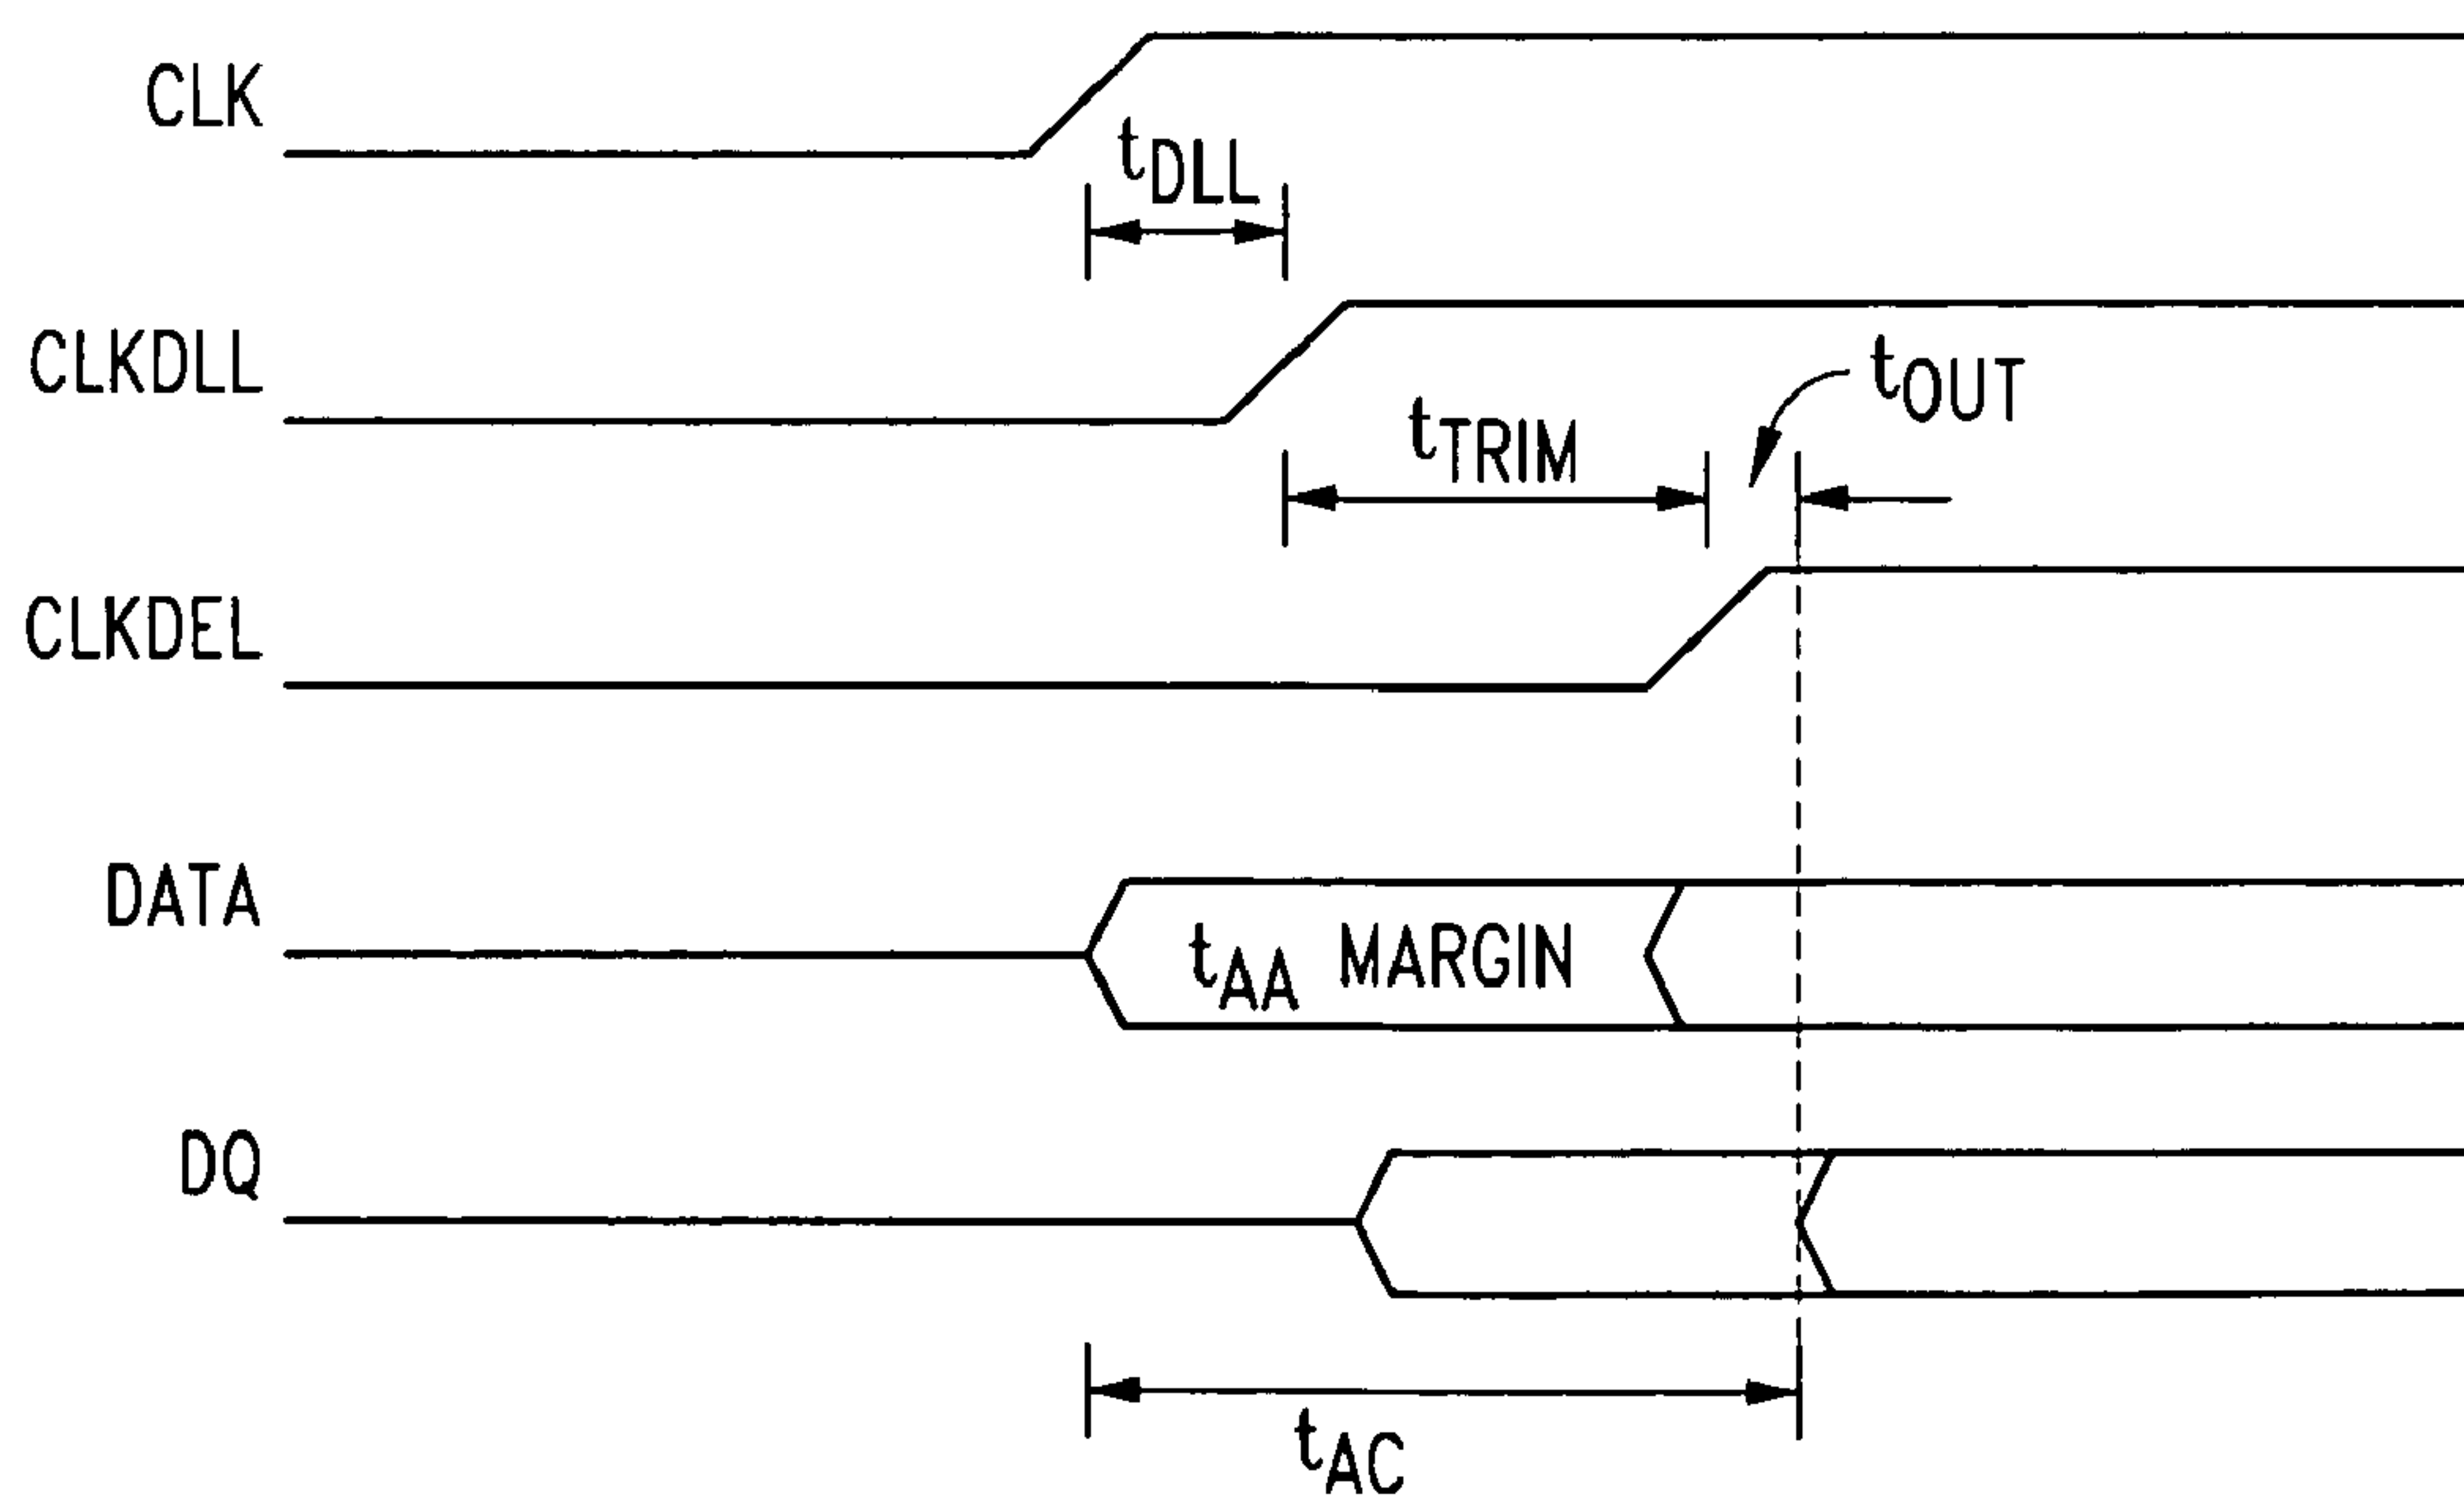 CLK
tDLL
CLKDLL
tOUT
tTRIM
CLKDEL
DATA
tAA MARGIN
DQ
tAC